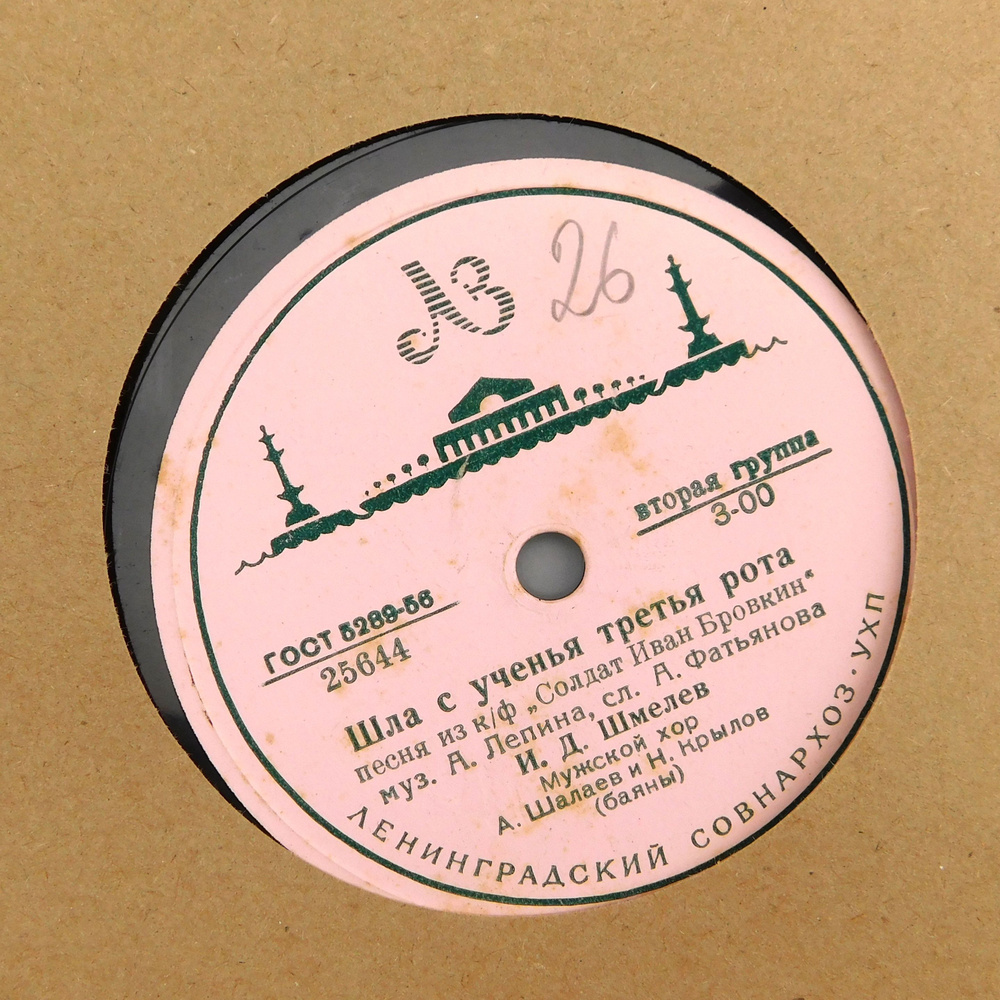 ЛЗ 26
вторая группа
3-00
ГОСТ 5289-56
25644
Шла с ученья третья рота
песня из к/ф „Солдат Иван Бровкин“
муз. А. Лепина, сл. А. Фатьянова
И. Д. Шмелев
Мужской хор
А. Шалаев и Н. Крылов
(баяны)
ЛЕНИНГРАДСКИЙ СОВНАРХОЗ·УХП